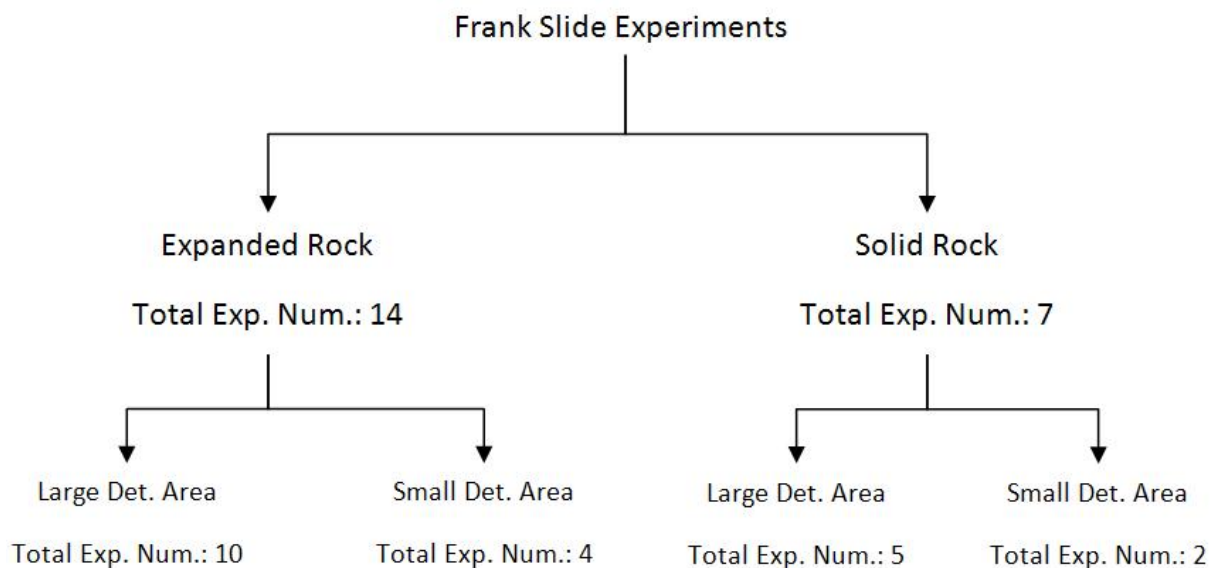 Frank Slide Experiments
Expanded Rock
Total Exp. Num.: 14
Solid Rock
Total Exp. Num.: 7
Large Det. Area
Total Exp. Num.: 10
Small Det. Area
Total Exp. Num.: 4
Large Det. Area
Total Exp. Num.: 5
Small Det. Area
Total Exp. Num.: 2